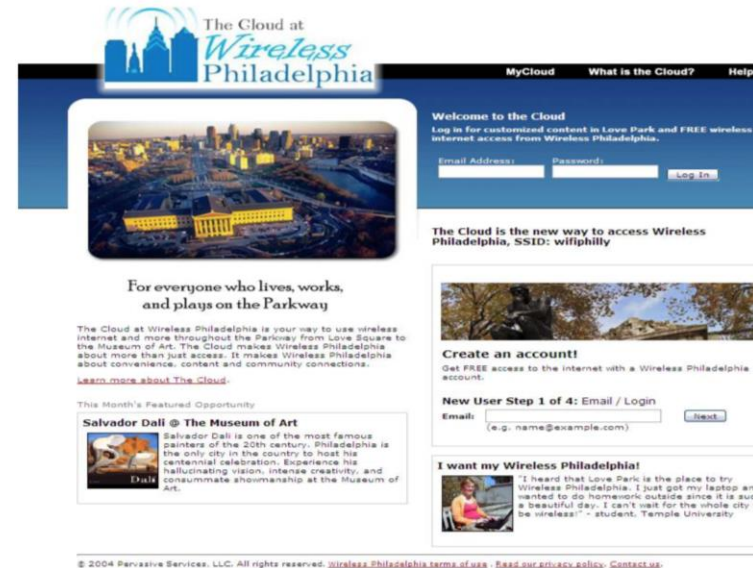 The Cloud at
Wireless
Philadelphia
MyCloud What is the Cloud? Help
Welcome to the Cloud
Log in for customized content in Love Park and FREE wireless
internet access from Wireless Philadelphia.
Email Address: Password:
Log In
The Cloud is the new way to access Wireless
Philadelphia, SSID: wifiphilly
For everyone who lives, works,
and plays on the Parkway
The Cloud at Wireless Philadelphia is your way to use wireless
internet and more throughout the Parkway from Love Square to
the Museum of Art. The Cloud makes Wireless Philadelphia
about more than just access. It makes Wireless Philadelphia
about convenience, content and community connections.
Learn more about The Cloud.
This Month's Featured Opportunity
Salvador Dali @ The Museum of Art
Salvador Dali is one of the most famous
painters of the 20th century. Philadelphia is
the only city in the country to host his
centennial celebration. Experience his
hallucinating vision, intense creativity, and
consummate showmanship at the Museum of
Art.
Dali
Create an account!
Get FREE access to the internet with a Wireless Philadelphia
account.
New User Step 1 of 4: Email / Login
Email: Next
(e.g. name@example.com)
I want my Wireless Philadelphia!
"I heard that Love Park is the place to try
Wireless Philadelphia. I just got my laptop an
wanted to do homework outside since it is suc
a beautiful day. I can't wait for the whole city
be wireless!" - student, Temple University
© 2004 Pervasive Services, LLC. All rights reserved. Wireless Philadelphia terms of use . Read our privacy policy. Contact us.